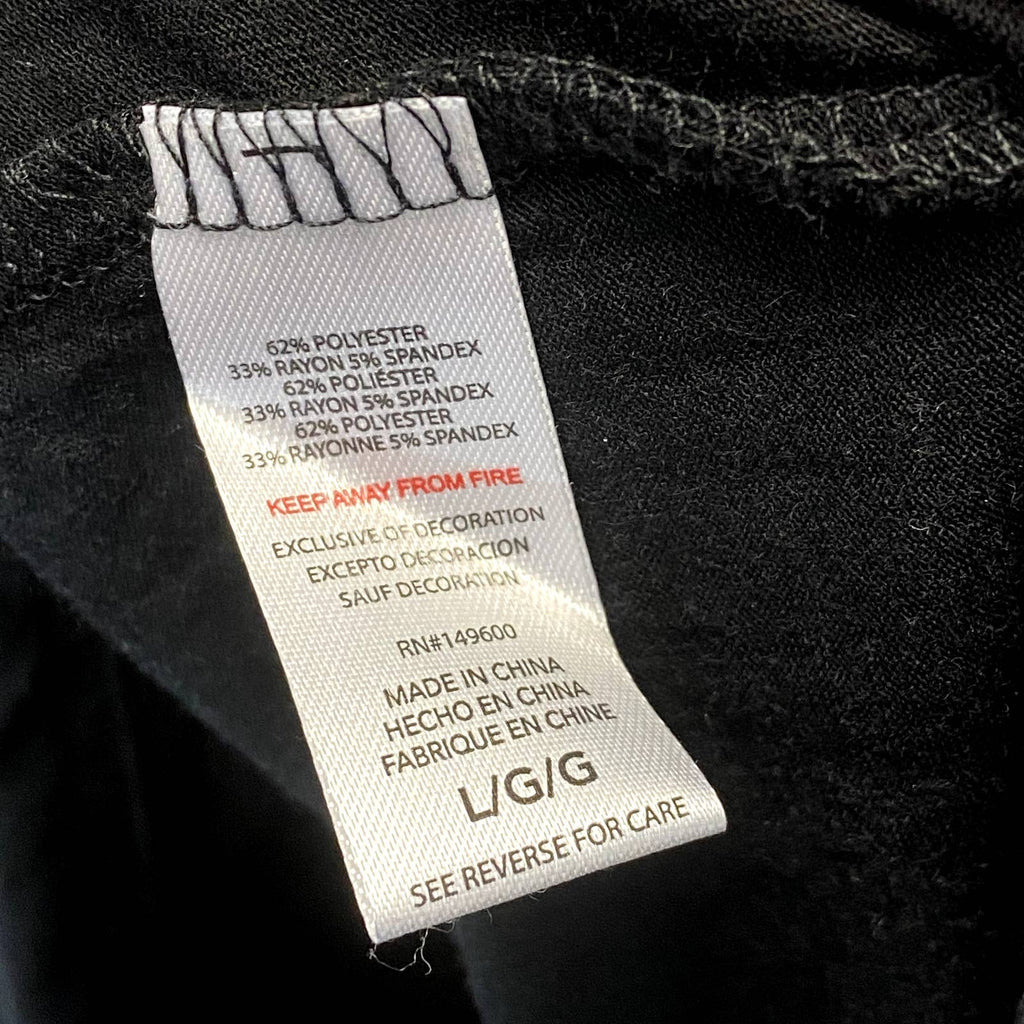 62% POLYESTER
33% RAYON 5% SPANDEX
62% POLIÉSTER
33% RAYON 5% SPANDEX
62% POLYESTER
33% RAYONNE 5% SPANDEX
KEEP AWAY FROM FIRE
EXCLUSIVE OF DECORATION
EXCEPTO DECORACION
SAUF DECORATION
RN#149600
MADE IN CHINA
HECHO EN CHINA
FABRIQUE EN CHINE
L/G/G
SEE REVERSE FOR CARE